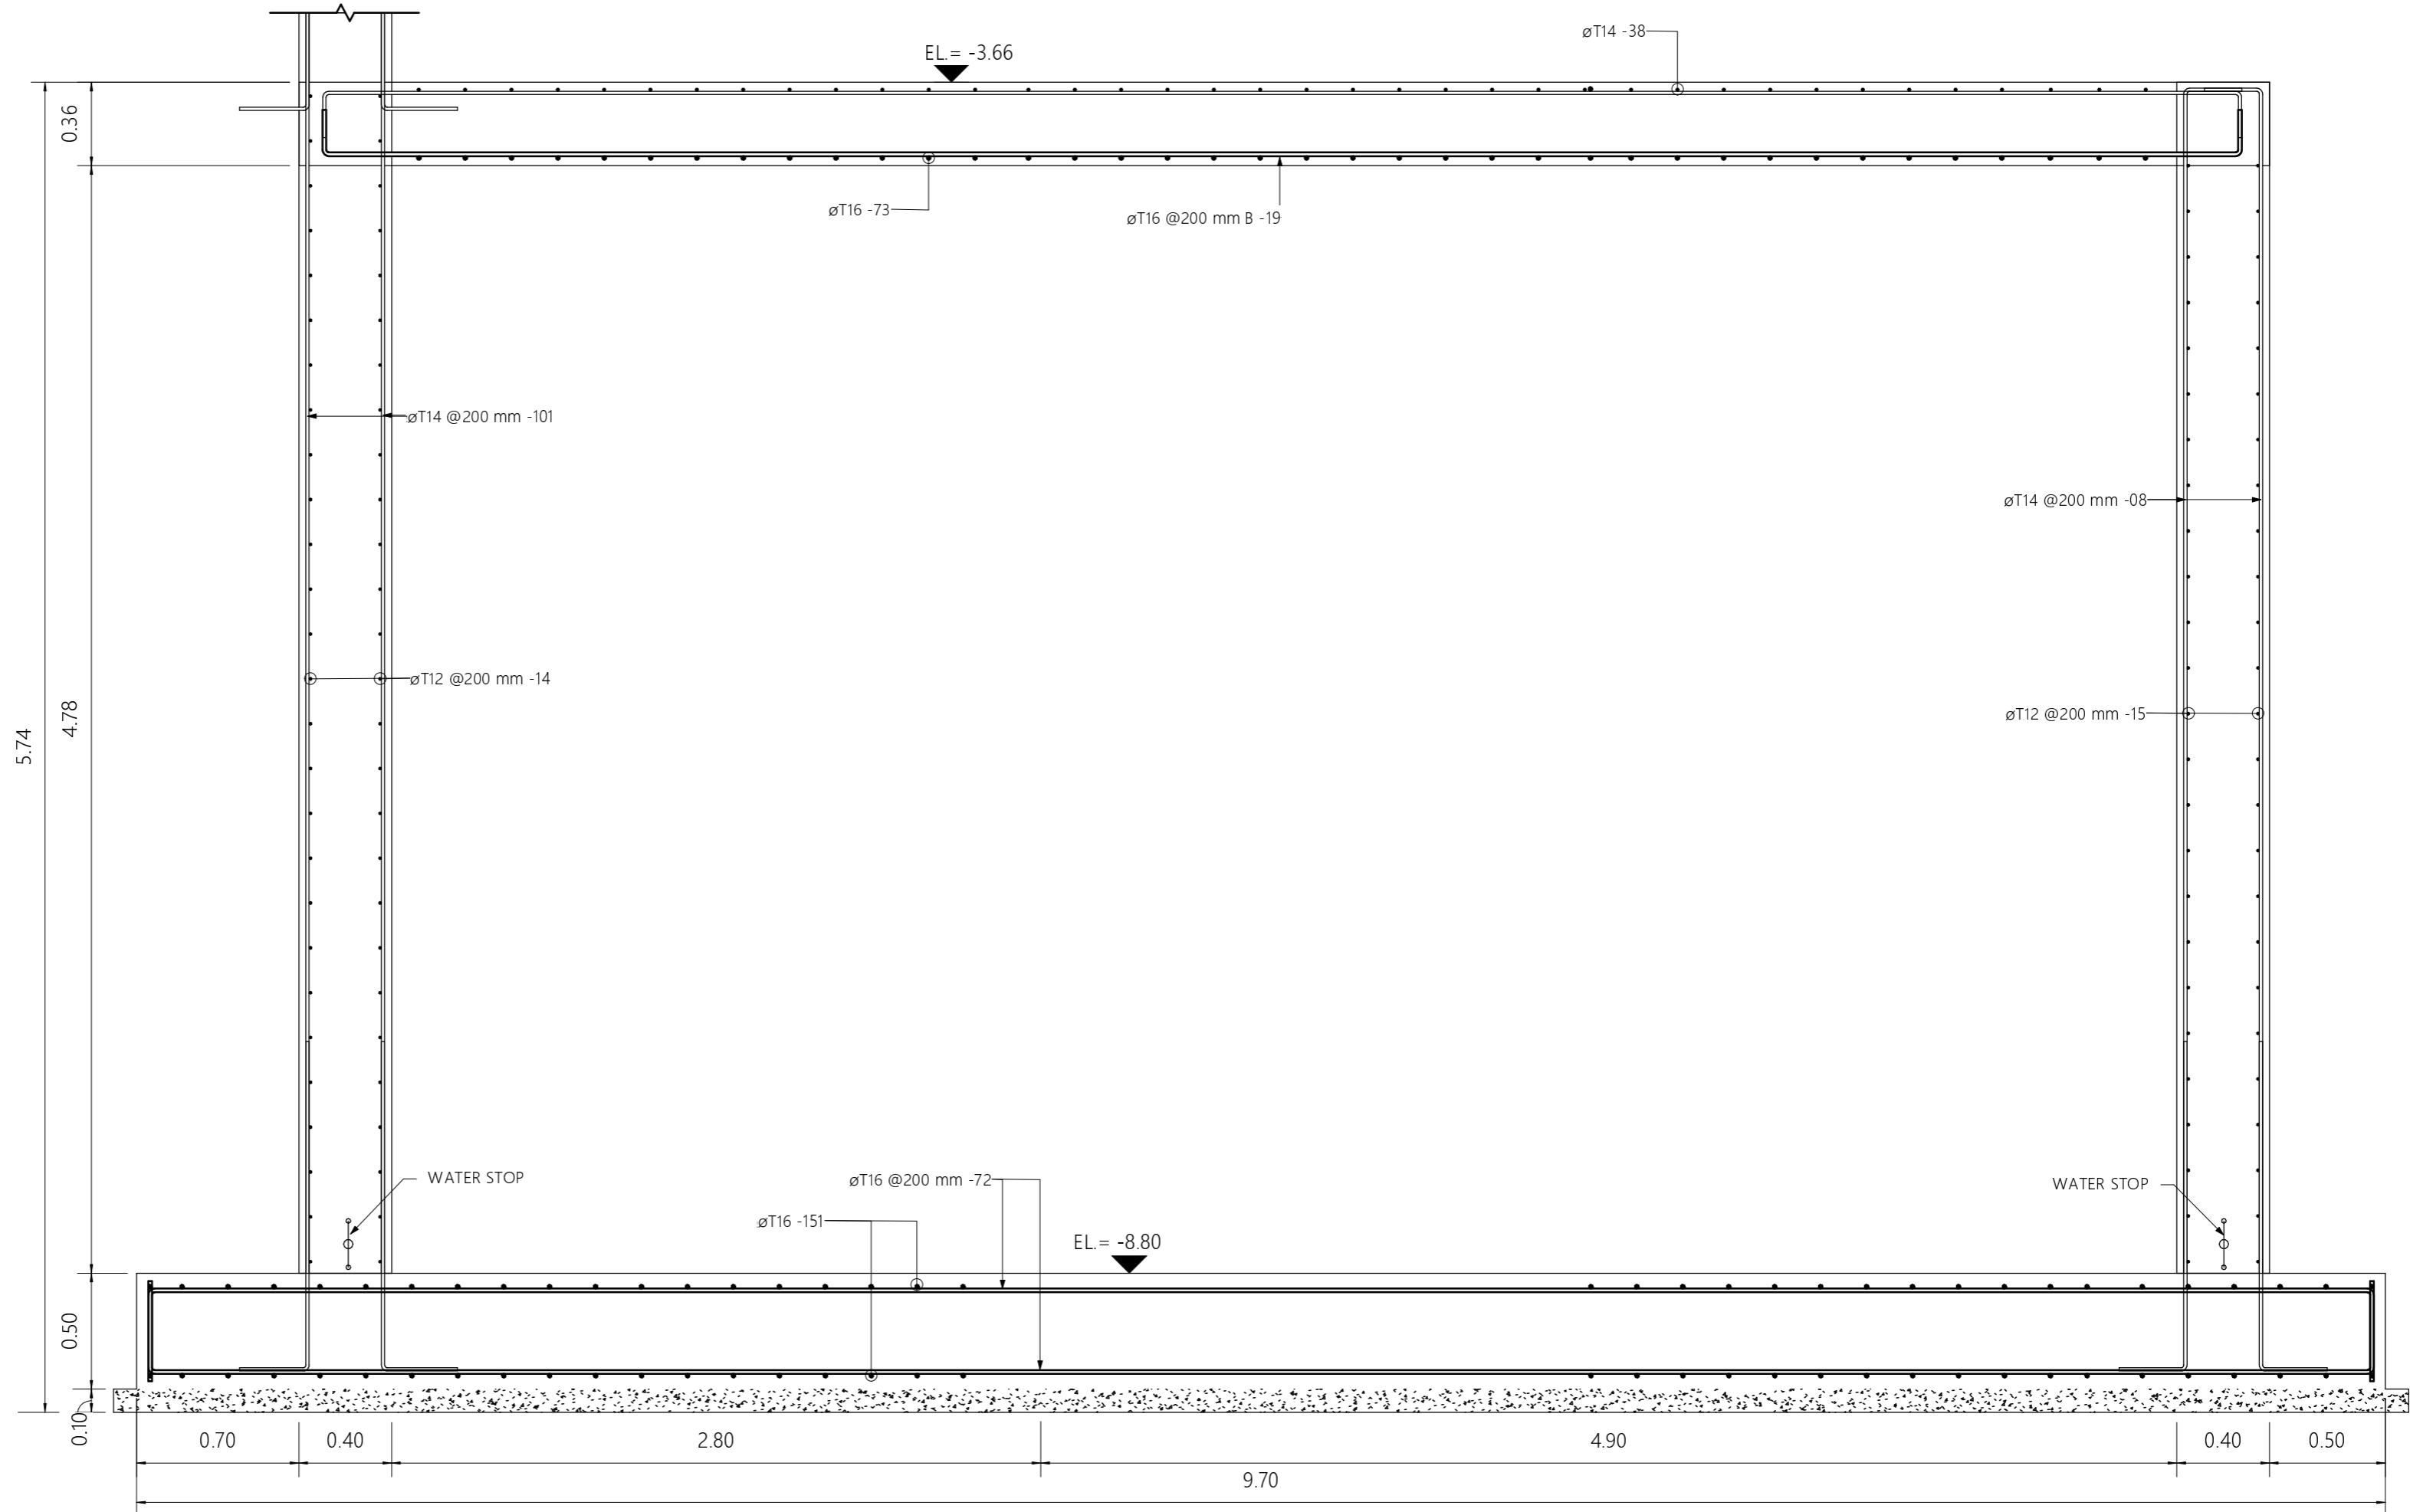 øT14 -38
EL.= -3.66
0.36
øT16 -73
øT16 @200 mm B -19
øT14 @200 mm -101
øT14 @200 mm -08
øT12 @200 mm -14
4.78
5.74
øT12 @200 mm -15
WATER STOP
øT16 @200 mm -72
WATER STOP
øT16 -151
EL.= -8.80
0.50
0.10
0.70
0.40
2.80
4.90
0.40
0.50
9.70